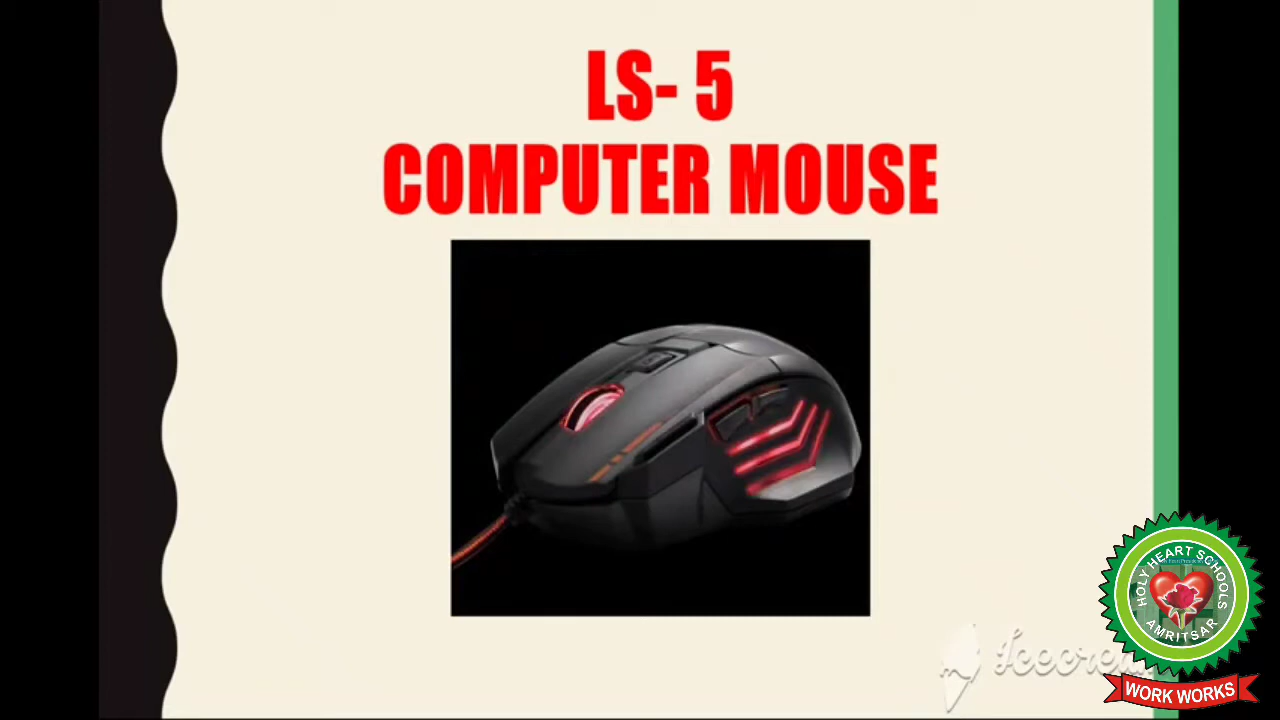 LS- 5
COMPUTER MOUSE
HOLY HEART SCHOOLS
AMRITSAR
WORK WORKS